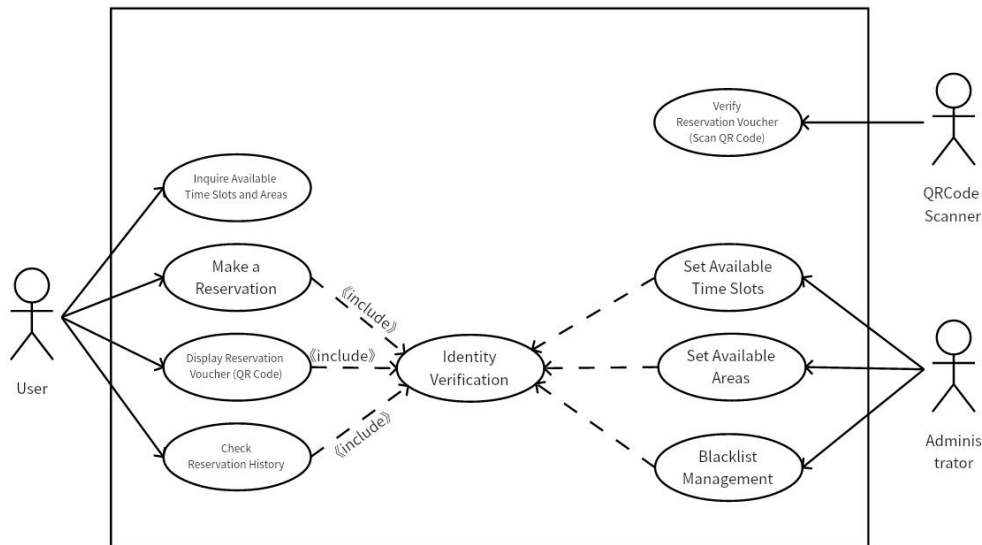 Verify
Reservation Voucher
(Scan QR Code)
QRCode
Scanner
Inquire Available
Time Slots and Areas
Make a
Reservation
《include》
Set Available
Time Slots
User
Display Reservation
Voucher (QR Code)
《include》
Identity
Verification
Set Available
Areas
Adminis
trator
Check
Reservation History
《include》
Blacklist
Management